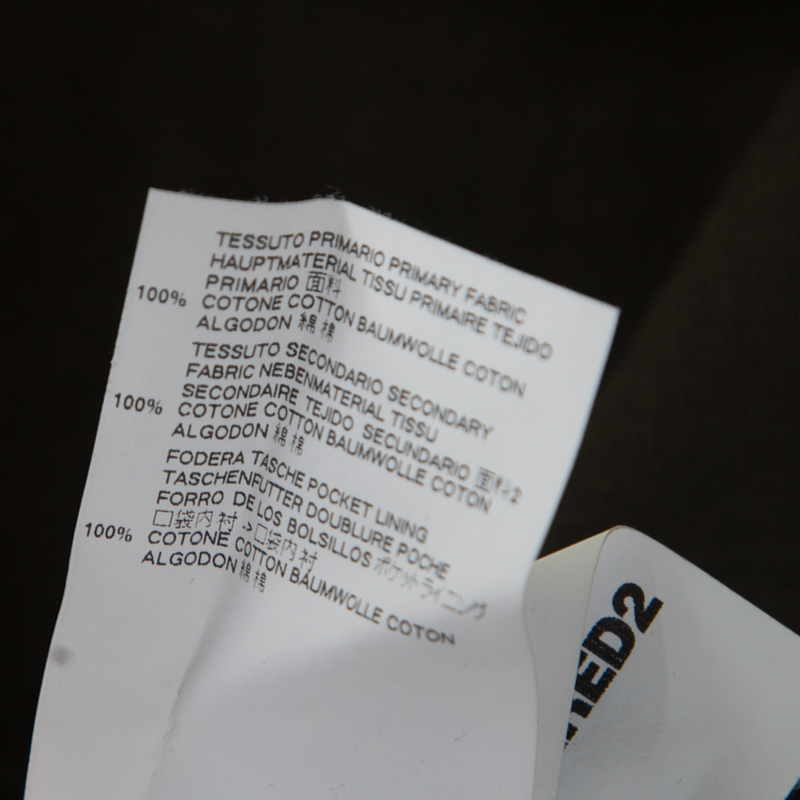 TESSUTO PRIMARIO PRIMARY FABRIC
HAUPTMATERIAL TISSU PRIMAIRE TEJIDO
PRIMARIO 面料
100% COTONE COTTON BAUMWOLLE COTON
ALGODON 綿 棉
TESSUTO SECONDARIO SECONDARY
FABRIC NEBENMATERIAL TISSU
SECONDAIRE TEJIDO SECUNDARIO 面料2
100% COTONE COTTON BAUMWOLLE COTON
ALGODON 綿 棉
FODERA TASCHE POCKET LINING
TASCHENFUTTER DOUBLURE POCHE
FORRO DE LOS BOLSILLOS ポケットライニング
口袋内衬 > 口袋内衬
100% COTONE COTTON BAUMWOLLE COTON
ALGODON 綿 棉
RED2